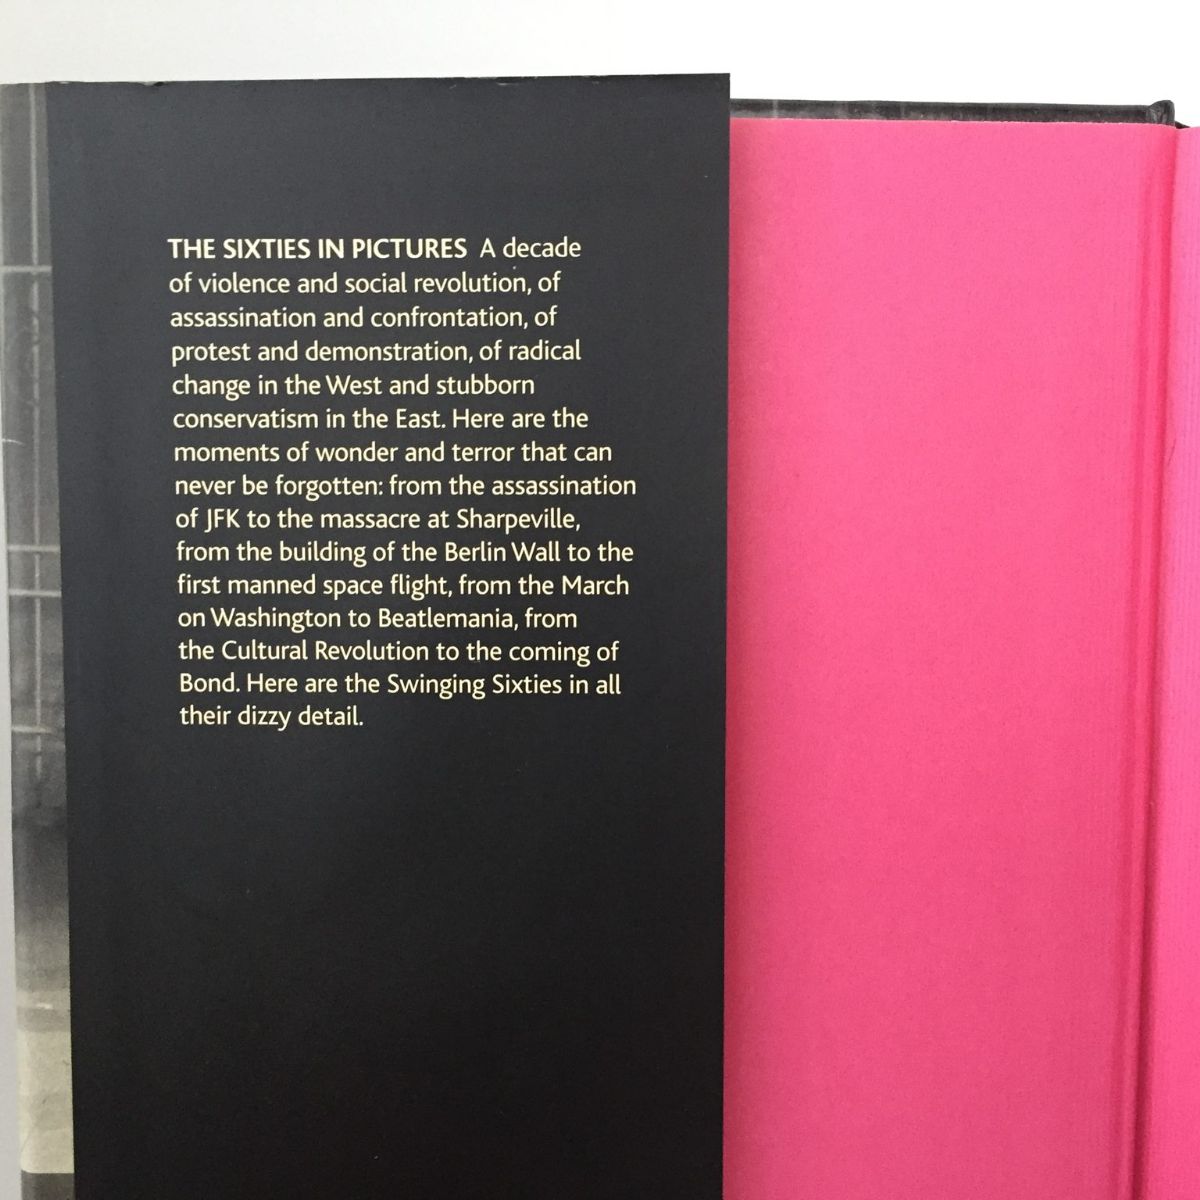 THE SIXTIES IN PICTURES A decade
of violence and social revolution, of
assassination and confrontation, of
protest and demonstration, of radical
change in the West and stubborn
conservatism in the East. Here are the
moments of wonder and terror that can
never be forgotten: from the assassination
of JFK to the massacre at Sharpeville,
from the building of the Berlin Wall to the
first manned space flight, from the March
on Washington to Beatlemania, from
the Cultural Revolution to the coming of
Bond. Here are the Swinging Sixties in all
their dizzy detail.